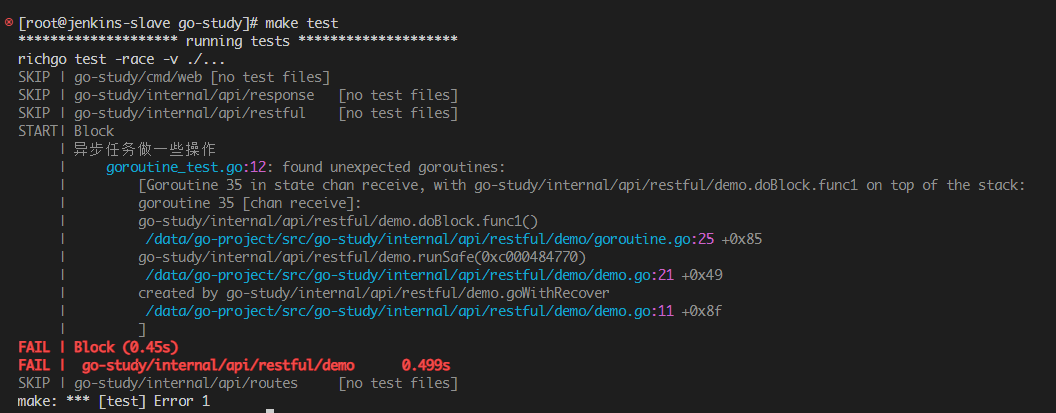 [root@jenkins-slave go-study]# make test
******************** running tests ********************
richgo test -race -v ./...
SKIP | go-study/cmd/web [no test files]
SKIP | go-study/internal/api/response [no test files]
SKIP | go-study/internal/api/restful [no test files]
START| Block
| 异步任务做一些操作
| goroutine_test.go:12: found unexpected goroutines:
| [Goroutine 35 in state chan receive, with go-study/internal/api/restful/demo.doBlock.func1 on top of the stack:
| goroutine 35 [chan receive]:
| go-study/internal/api/restful/demo.doBlock.func1()
| /data/go-project/src/go-study/internal/api/restful/demo/goroutine.go:25 +0x85
| go-study/internal/api/restful/demo.runSafe(0xc000484770)
| /data/go-project/src/go-study/internal/api/restful/demo/demo.go:21 +0x49
| created by go-study/internal/api/restful/demo.goWithRecover
| /data/go-project/src/go-study/internal/api/restful/demo/demo.go:11 +0x8f
| ]
FAIL | Block (0.45s)
FAIL | go-study/internal/api/restful/demo 0.499s
SKIP | go-study/internal/api/routes [no test files]
make: *** [test] Error 1